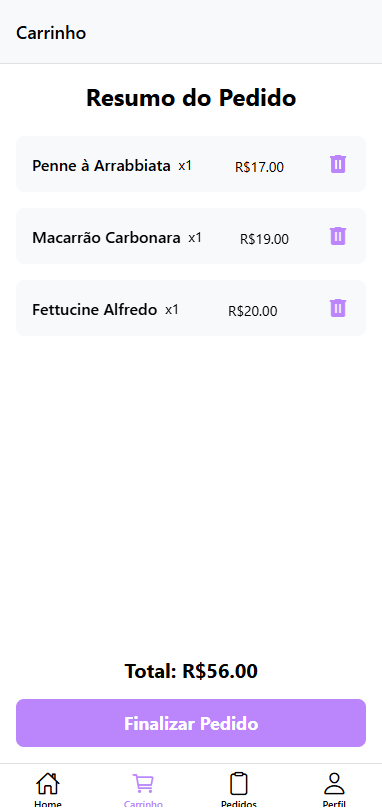 Carrinho
Resumo do Pedido
Penne à Arrabbiata x1 R$17.00
Macarrão Carbonara x1 R$19.00
Fettucine Alfredo x1 R$20.00
Total: R$56.00
Finalizar Pedido
Home Carrinho Pedidos Perfil